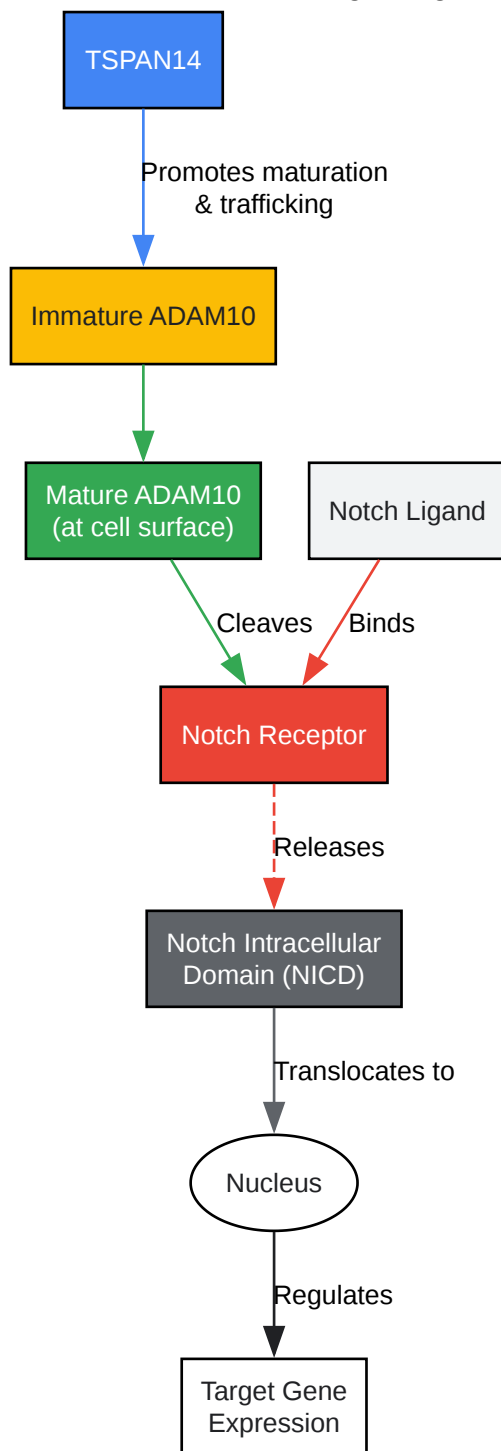 TSPAN14
Promotes maturation
& trafficking
Immature ADAM10
Mature ADAM10
(at cell surface)
Notch Ligand
Cleaves
Binds
Notch Receptor
Releases
Notch Intracellular
Domain (NICD)
Translocates to
Nucleus
Regulates
Target Gene
Expression